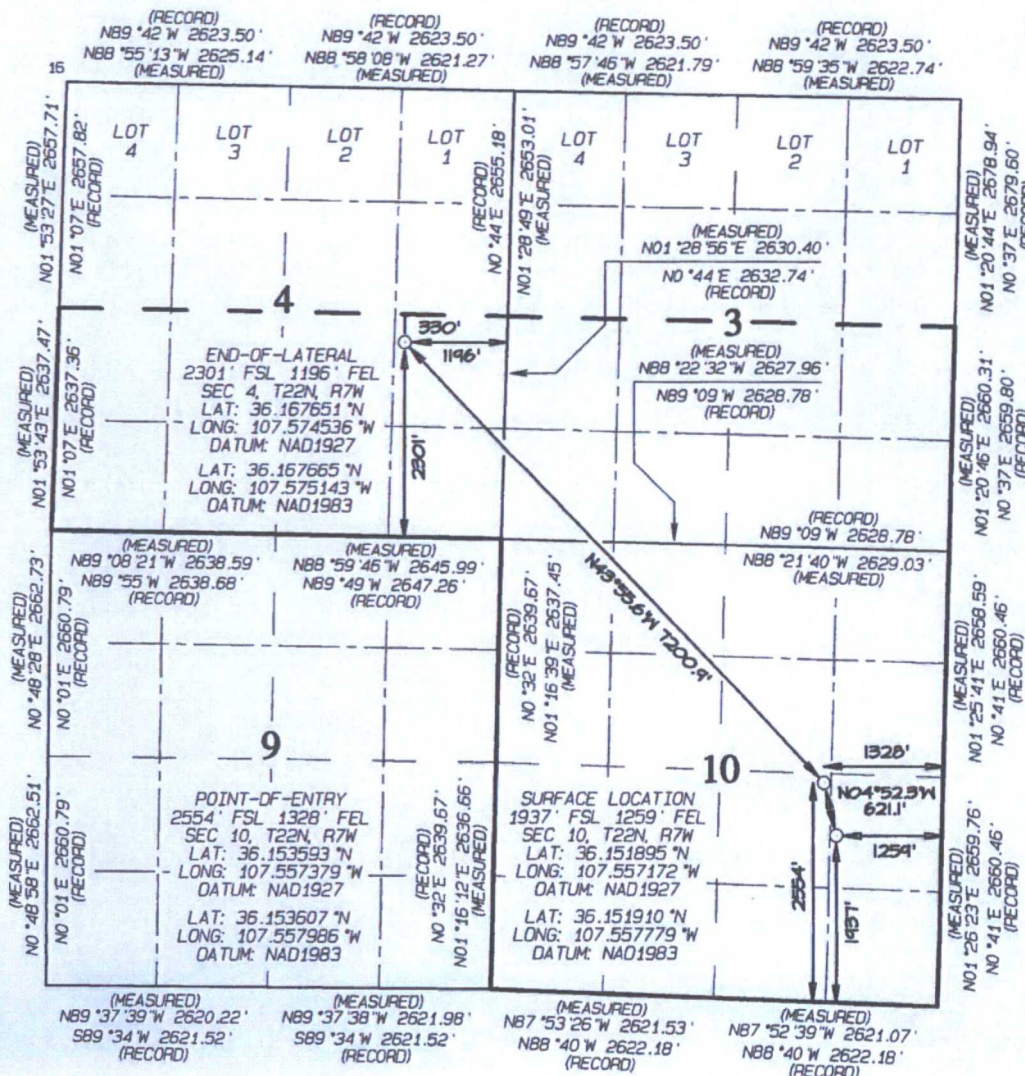 (RECORD)
N89°42'W 2623.50'
N88°55'13"W 2625.14'
(MEASURED)
(RECORD)
N89°42'W 2623.50'
N88°58'08"W 2621.27'
(MEASURED)
(RECORD)
N89°42'W 2623.50'
N88°57'46"W 2621.79'
(MEASURED)
(RECORD)
N89°42'W 2623.50'
N88°59'35"W 2622.74'
(MEASURED)
16
LOT
4
LOT
3
LOT
2
LOT
1
LOT
4
LOT
3
LOT
2
LOT
1
(MEASURED)
N01°53'27"E 2657.71'
N01°07'E 2657.82'
(RECORD)
(RECORD)
N0°44'E 2655.18'
N01°28'49"E 2653.01'
(MEASURED)
N01°20'44"E 2678.94'
(MEASURED)
N0°37'E 2679.60'
(MEASURED)
N01°28'56"E 2630.40'
N0°44'E 2632.74'
(RECORD)
4
3
330'
1196'
2301'
END-OF-LATERAL
2301' FSL 1196' FEL
SEC 4, T22N, R7W
LAT: 36.167651°N
LONG: 107.574536°W
DATUM: NAD1927
LAT: 36.167665°N
LONG: 107.575143°W
DATUM: NAD1983
(MEASURED)
N88°22'32"W 2627.96'
N89°09'W 2628.78'
(RECORD)
(MEASURED)
N01°53'43"E 2637.47'
N01°07'E 2637.36'
(RECORD)
(MEASURED)
N01°20'46"E 2660.31'
N0°37'E 2659.80'
(RECORD)
(RECORD)
N89°09'W 2628.78'
N88°21'40"W 2629.03'
(MEASURED)
(MEASURED)
N89°08'21"W 2638.59'
N89°55'W 2638.68'
(RECORD)
(MEASURED)
N88°59'46"W 2645.99'
N89°49'W 2647.26'
(RECORD)
N43°55.6'W 7200.9'
(MEASURED)
N0°48'28"E 2662.73'
N0°01'E 2660.79'
(RECORD)
(RECORD)
N0°32'E 2639.67'
N01°16'39"E 2637.45'
(MEASURED)
(MEASURED)
N01°25'41"E 2658.59'
N0°41'E 2660.46'
(RECORD)
9
10
1328'
N04°52.3'W
621.1'
1259'
2554'
1937'
POINT-OF-ENTRY
2554' FSL 1328' FEL
SEC 10, T22N, R7W
LAT: 36.153593°N
LONG: 107.557379°W
DATUM: NAD1927
LAT: 36.153607°N
LONG: 107.557986°W
DATUM: NAD1983
SURFACE LOCATION
1937' FSL 1259' FEL
SEC 10, T22N, R7W
LAT: 36.151895°N
LONG: 107.557172°W
DATUM: NAD1927
LAT: 36.151910°N
LONG: 107.557779°W
DATUM: NAD1983
(MEASURED)
N0°48'58"E 2662.51'
N0°01'E 2660.79'
(RECORD)
(RECORD)
N0°32'E 2639.67'
N01°16'12"E 2636.66'
(MEASURED)
(MEASURED)
N01°26'23"E 2659.76'
N0°41'E 2660.46'
(RECORD)
(MEASURED)
N89°37'39"W 2620.22'
S89°34'W 2621.52'
(RECORD)
(MEASURED)
N89°37'38"W 2621.98'
S89°34'W 2621.52'
(RECORD)
(MEASURED)
N87°53'26"W 2621.53'
N88°40'W 2622.18'
(RECORD)
(MEASURED)
N87°52'39"W 2621.07'
N88°40'W 2622.18'
(RECORD)